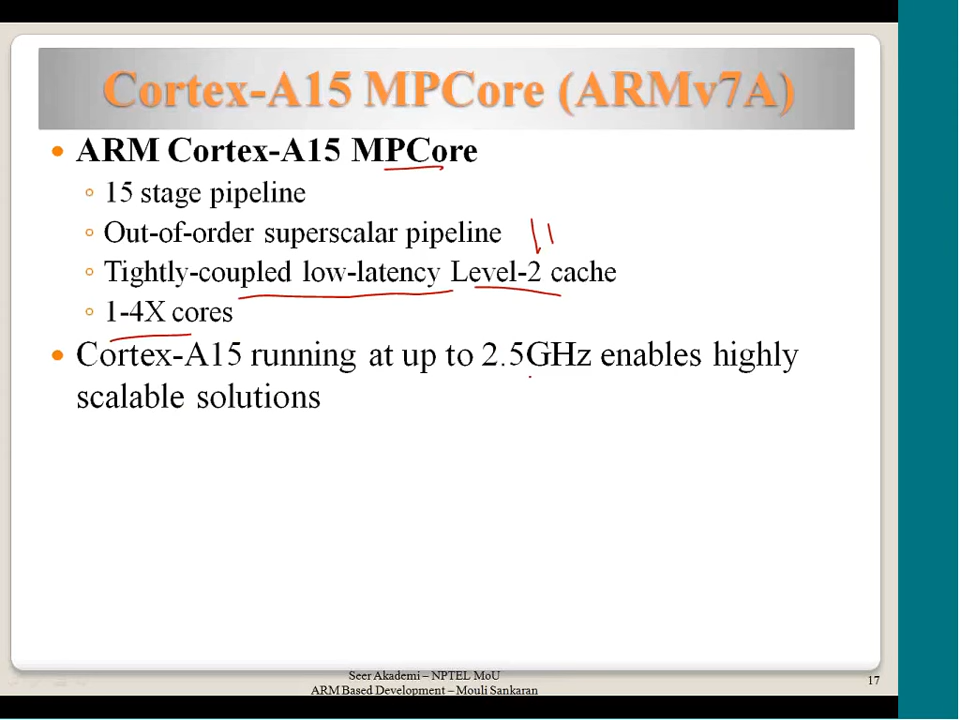 Cortex-A15 MPCore (ARMv7A)
• ARM Cortex-A15 MPCore
◦ 15 stage pipeline
◦ Out-of-order superscalar pipeline
◦ Tightly-coupled low-latency Level-2 cache
◦ 1-4X cores
• Cortex-A15 running at up to 2.5GHz enables highly
scalable solutions
Seer Akademi – NPTEL MoU
ARM Based Development – Mouli Sankaran
17